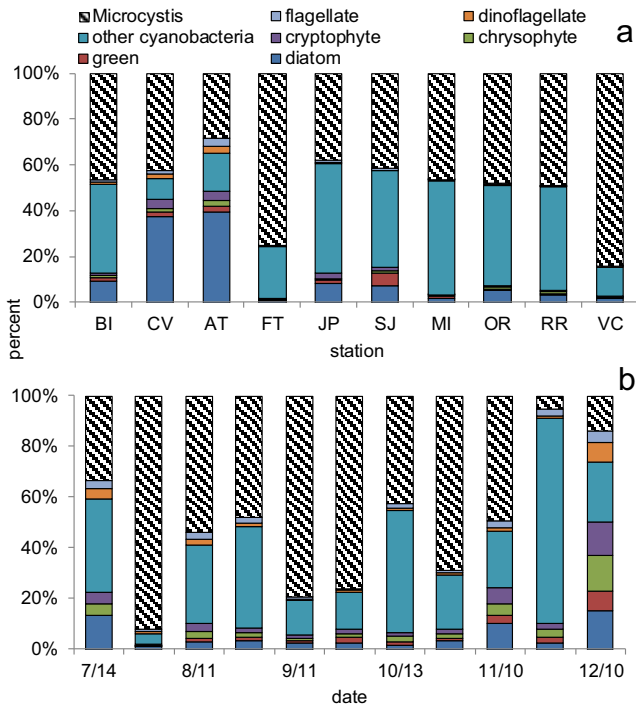 Microcystis flagellate dinoflagellate
other cyanobacteria cryptophyte chrysophyte
green diatom
a
100%
80%
60%
40%
20%
0%
BI CV AT FT JP SJ MI OR RR VC
percent
station
b
100%
80%
60%
40%
20%
0%
7/14 8/11 9/11 10/13 11/10 12/10
date